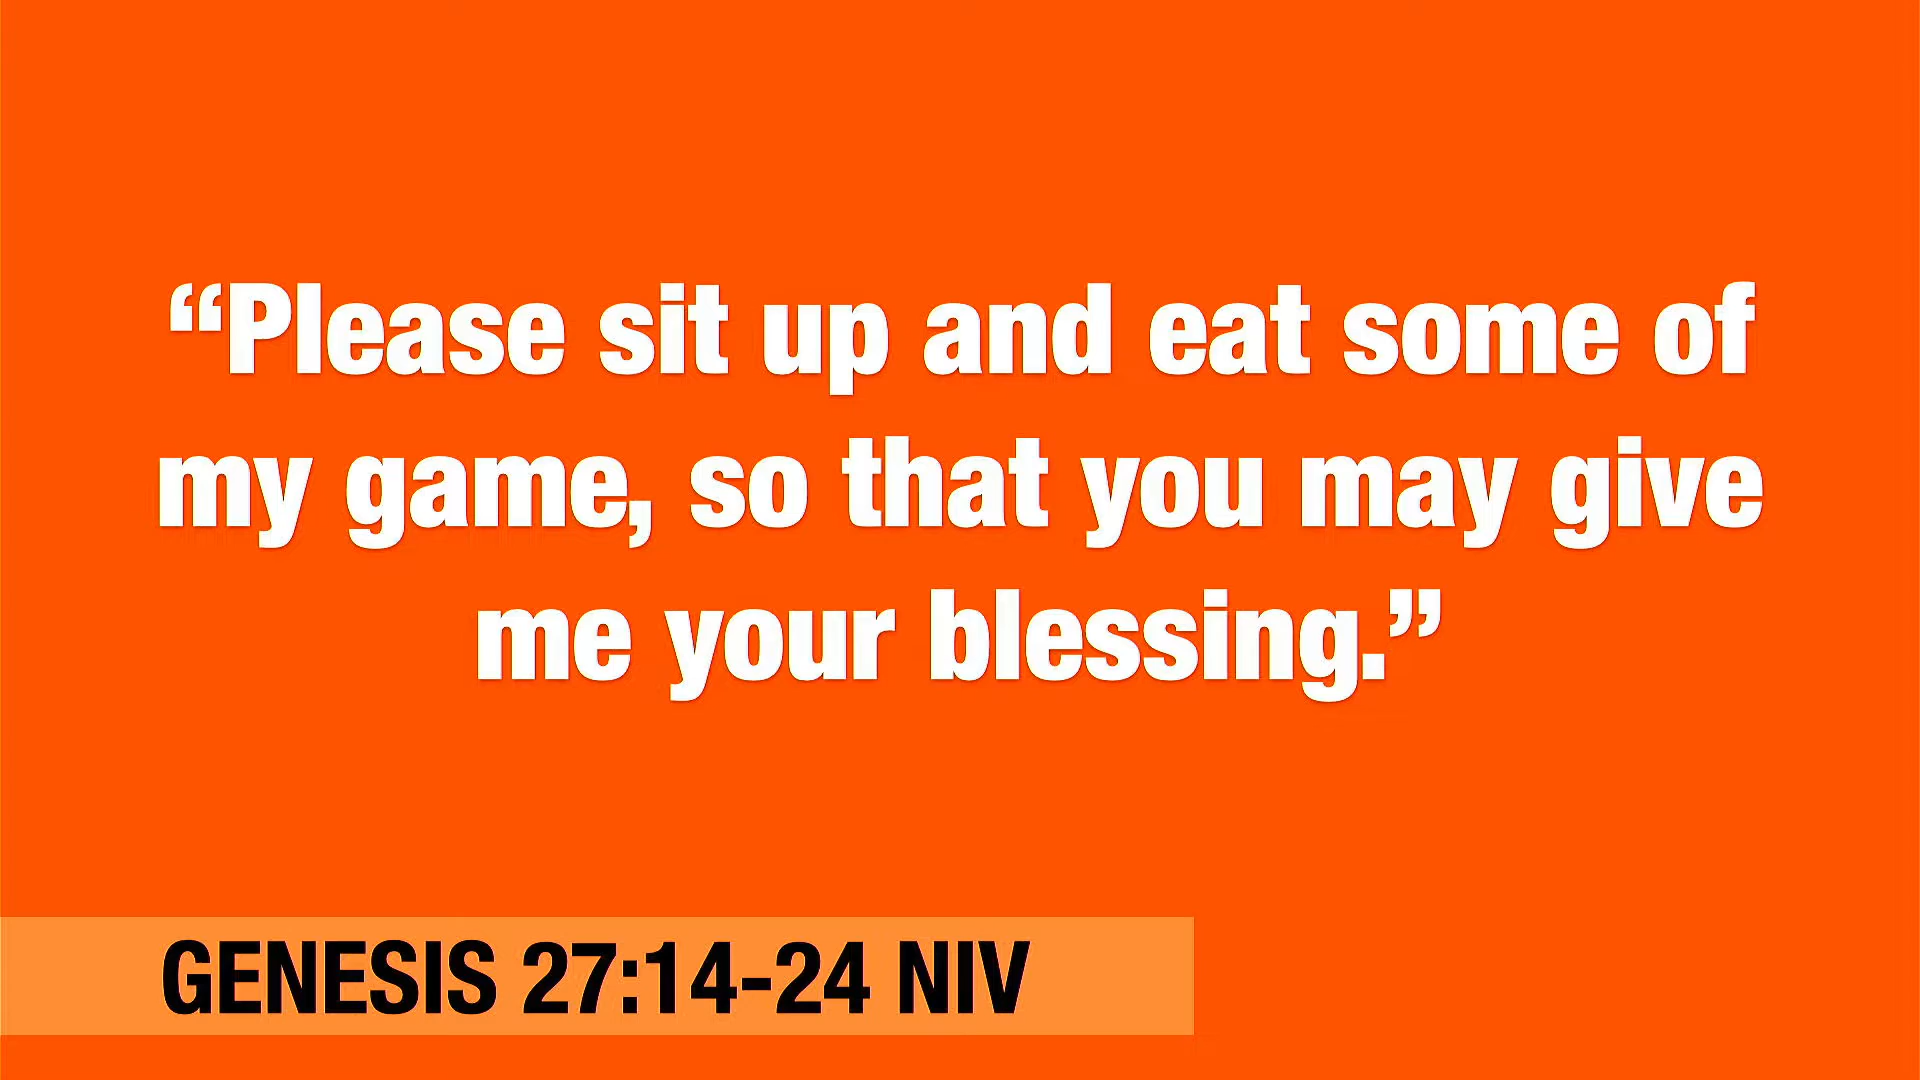 “Please sit up and eat some of
my game, so that you may give
me your blessing.”
GENESIS 27:14-24 NIV